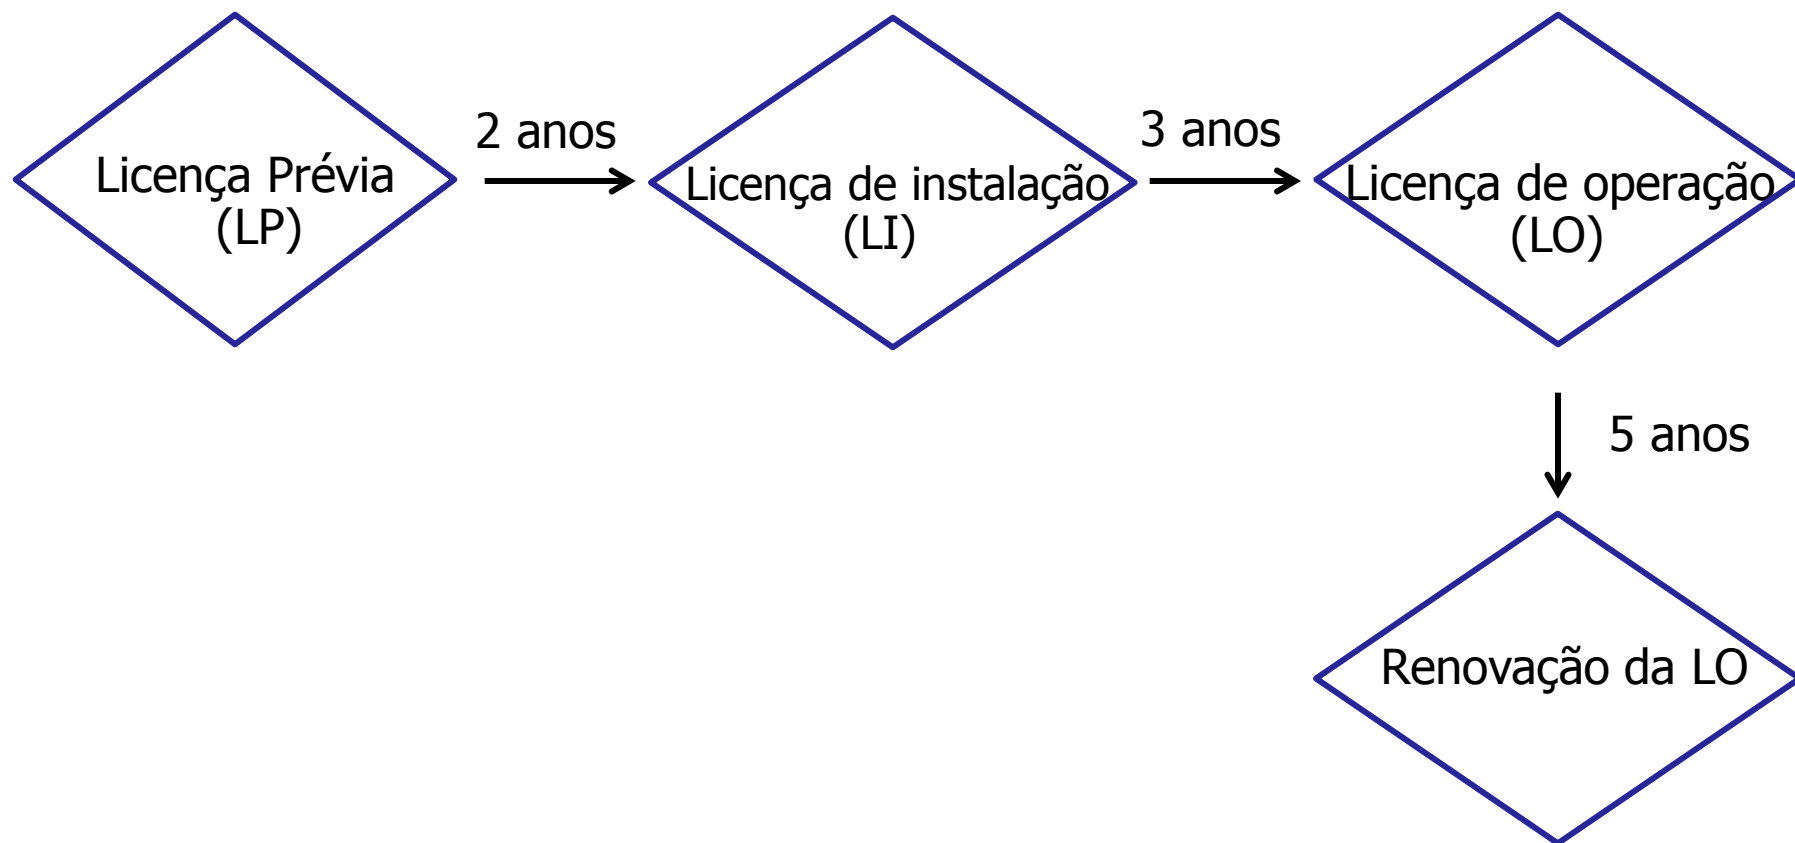 Licença Prévia
(LP)
2 anos
Licença de instalação
(LI)
3 anos
Licença de operação
(LO)
5 anos
Renovação da LO